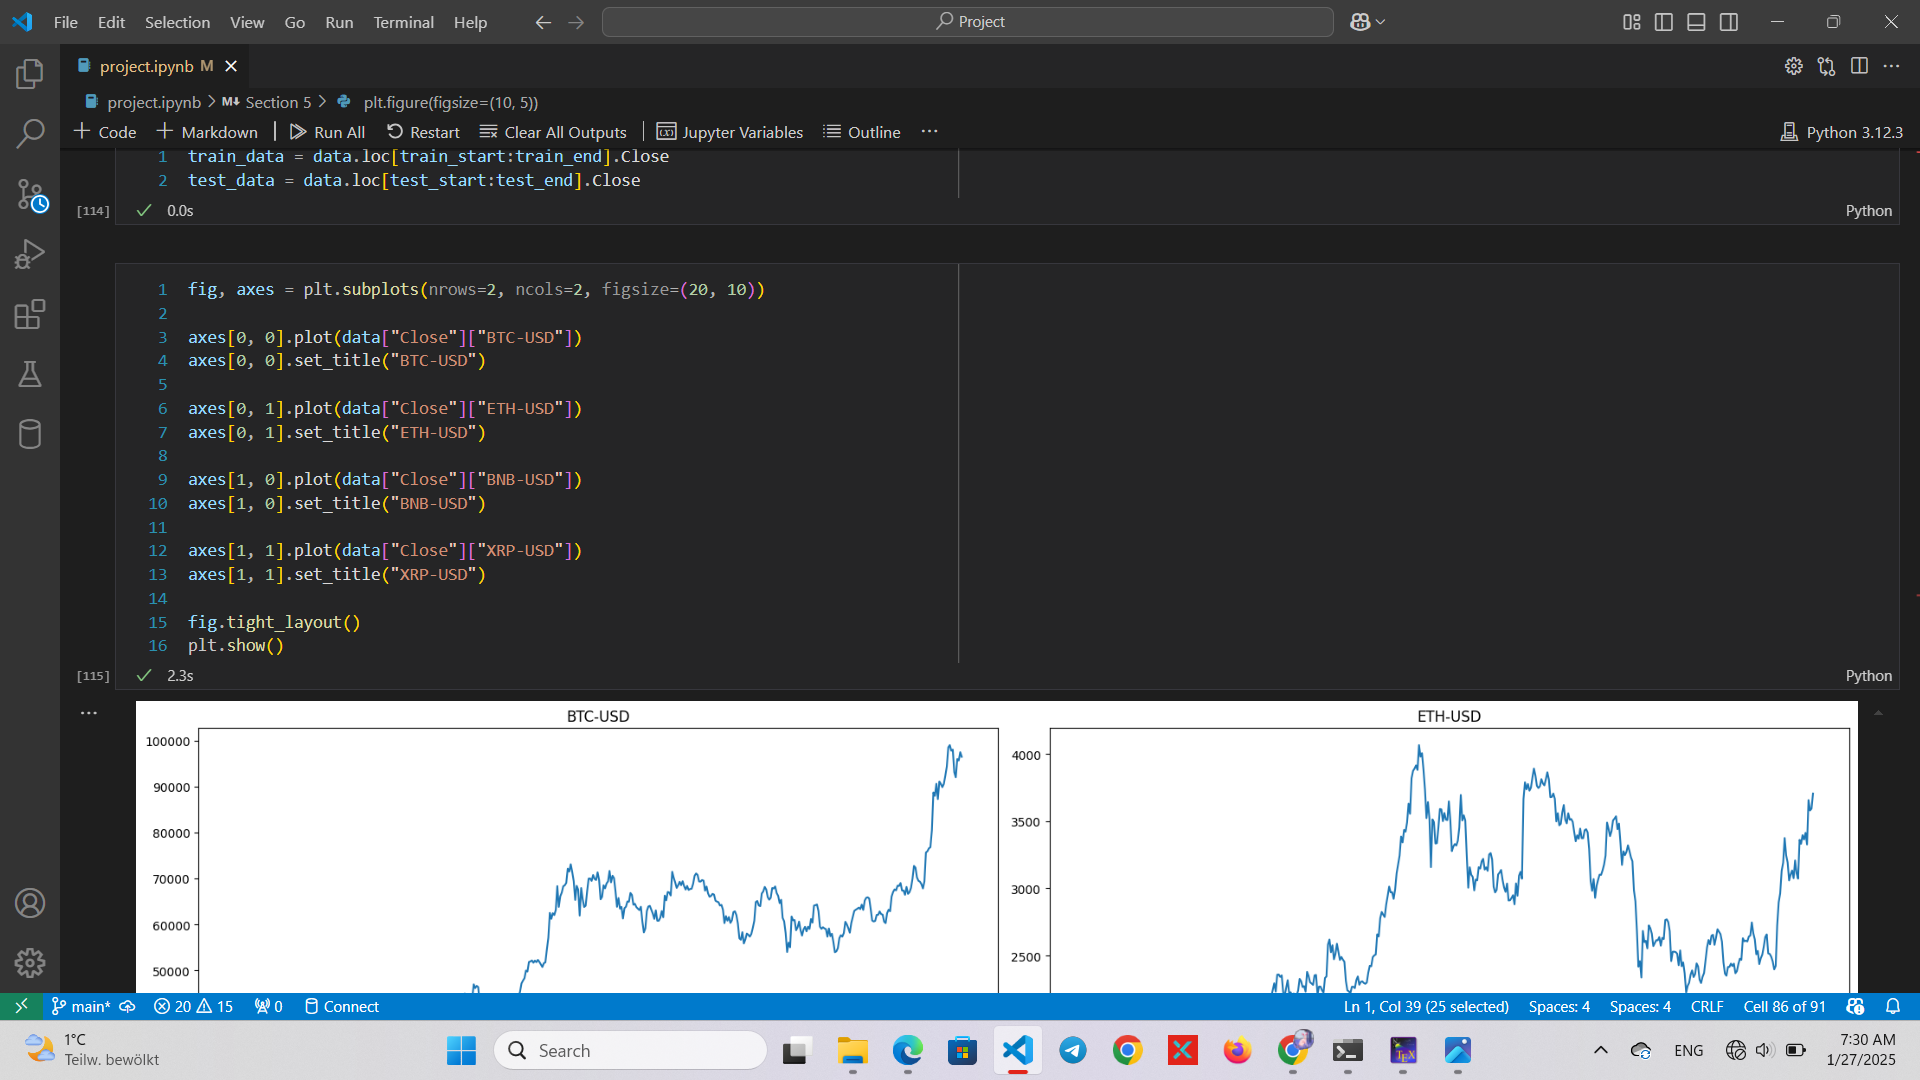 File Edit Selection View Go Run Terminal Help
Project
project.ipynb M
project.ipynb > M↓ Section 5 > plt.figure(figsize=(10, 5))
+ Code + Markdown | Run All Restart Clear All Outputs | Jupyter Variables Outline ...
Python 3.12.3
1 train_data = data.loc[train_start:train_end].Close
2 test_data = data.loc[test_start:test_end].Close
[114] 0.0s Python
1 fig, axes = plt.subplots(nrows=2, ncols=2, figsize=(20, 10))
2
3 axes[0, 0].plot(data["Close"]["BTC-USD"])
4 axes[0, 0].set_title("BTC-USD")
5
6 axes[0, 1].plot(data["Close"]["ETH-USD"])
7 axes[0, 1].set_title("ETH-USD")
8
9 axes[1, 0].plot(data["Close"]["BNB-USD"])
10 axes[1, 0].set_title("BNB-USD")
11
12 axes[1, 1].plot(data["Close"]["XRP-USD"])
13 axes[1, 1].set_title("XRP-USD")
14
15 fig.tight_layout()
16 plt.show()
[115] 2.3s Python
...
BTC-USD
100000
90000
80000
70000
60000
50000
ETH-USD
4000
3500
3000
2500
main* 20 15 0 Connect
Ln 1, Col 39 (25 selected) Spaces: 4 Spaces: 4 CRLF Cell 86 of 91
1°C
Teilw. bewölkt
Search
TEX
ENG
7:30 AM
1/27/2025